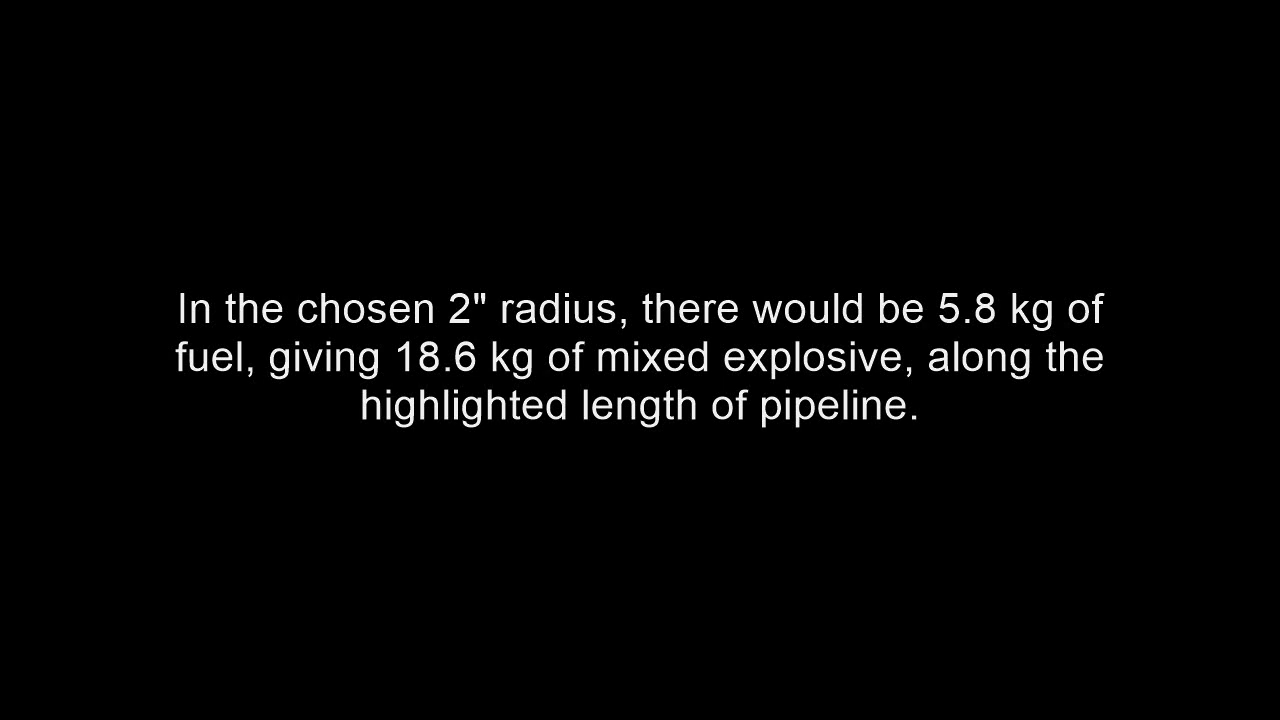 In the chosen 2" radius, there would be 5.8 kg of
fuel, giving 18.6 kg of mixed explosive, along the
highlighted length of pipeline.